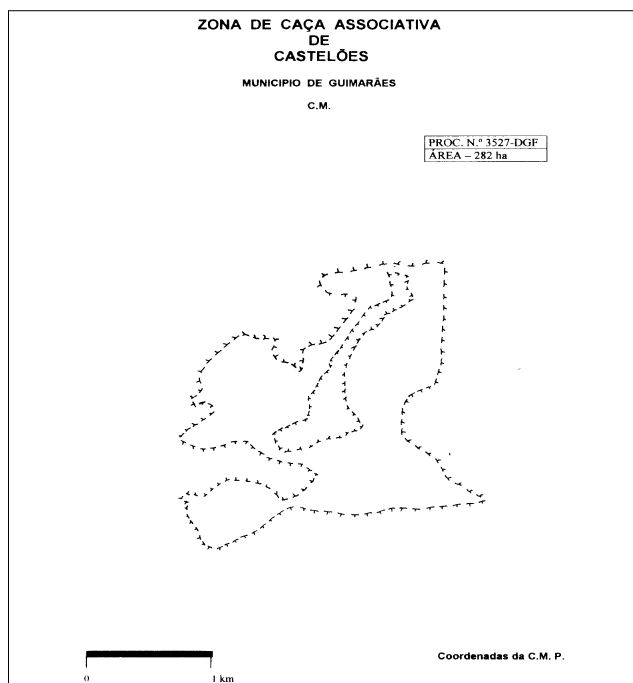 ZONA DE CAÇA ASSOCIATIVA
DE
CASTELÕES
MUNICIPIO DE GUIMARÃES
C.M.
PROC. N.º 3527-DGF
ÁREA – 282 ha
Coordenadas da C. M. P.
0 1 km